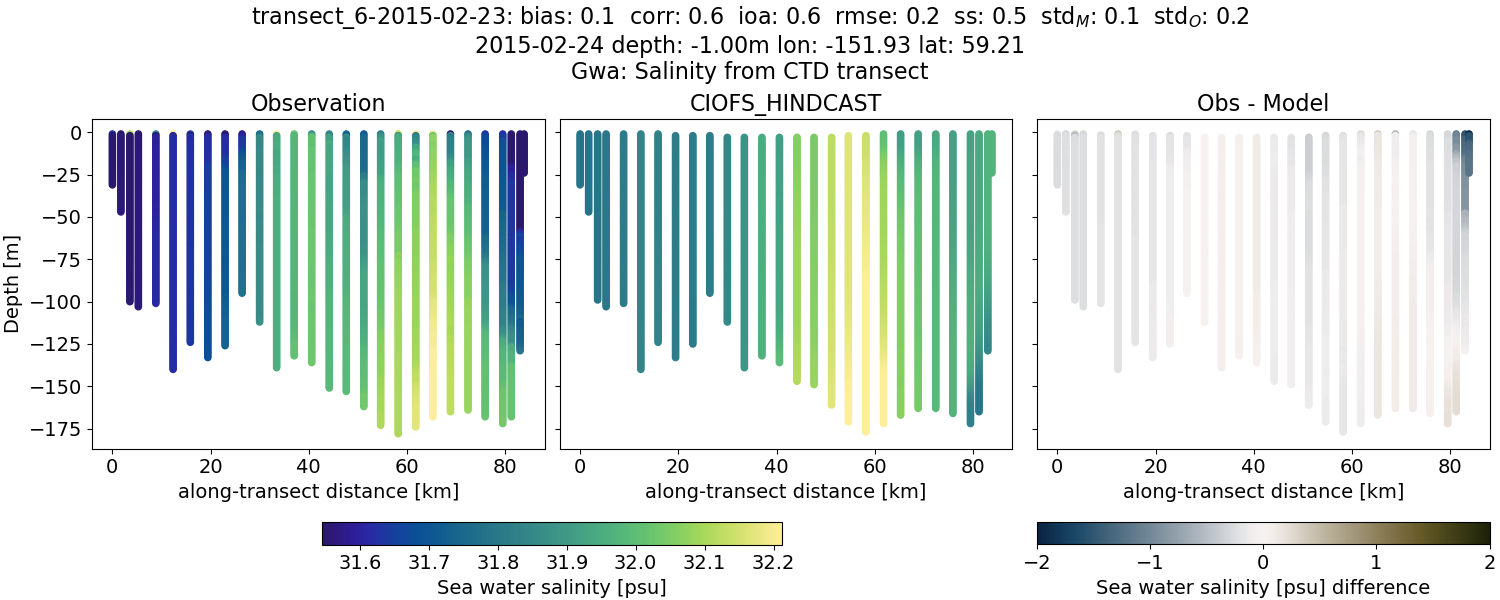 transect_6-2015-02-23: bias: 0.1  corr: 0.6  ioa: 0.6  rmse: 0.2  ss: 0.5  std_M: 0.1  std_O: 0.2
2015-02-24 depth: -1.00m lon: -151.93 lat: 59.21
Gwa: Salinity from CTD transect
Observation
CIOFS_HINDCAST
Obs - Model
Depth [m]
0
−25
−50
−75
−100
−125
−150
−175
0 20 40 60 80
0 20 40 60 80
0 20 40 60 80
along-transect distance [km]
along-transect distance [km]
along-transect distance [km]
31.6 31.7 31.8 31.9 32.0 32.1 32.2
Sea water salinity [psu]
−2 −1 0 1 2
Sea water salinity [psu] difference